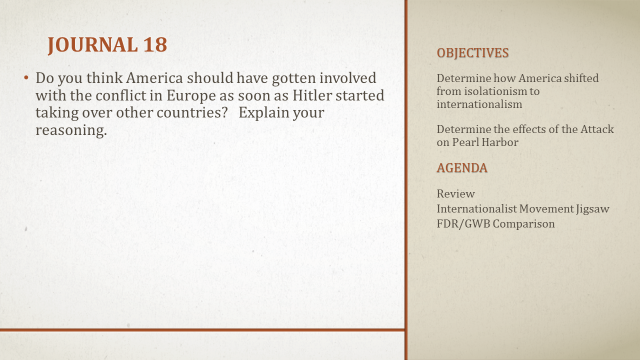 JOURNAL 18
• Do you think America should have gotten involved
with the conflict in Europe as soon as Hitler started
taking over other countries?   Explain your
reasoning.
OBJECTIVES
Determine how America shifted
from isolationism to
internationalism
Determine the effects of the Attack
on Pearl Harbor
AGENDA
Review
Internationalist Movement Jigsaw
FDR/GWB Comparison